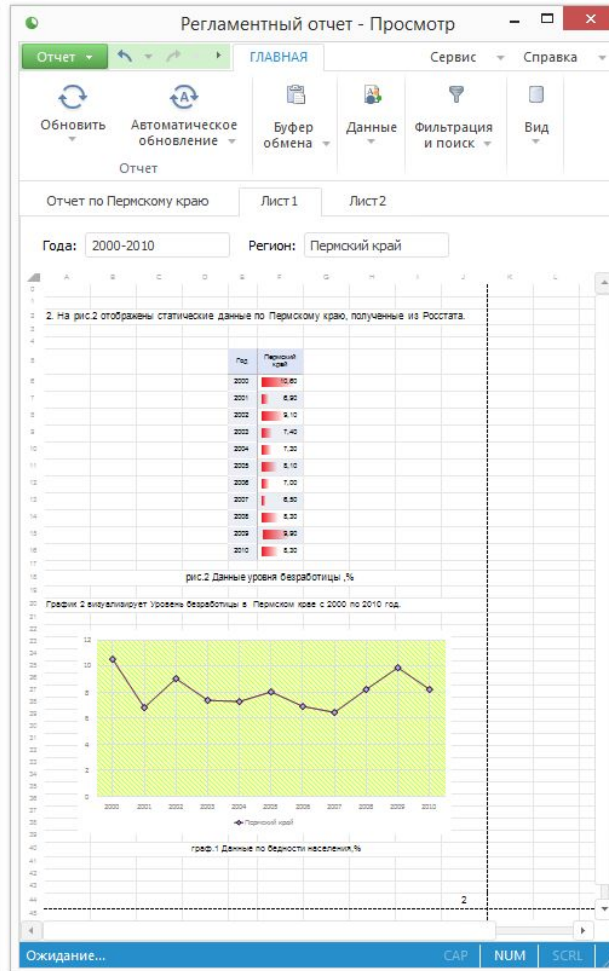 Регламентный отчет - Просмотр
Отчет
ГЛАВНАЯ
Сервис
Справка
Обновить
Автоматическое обновление
Буфер обмена
Данные
Фильтрация и поиск
Вид
Отчет
Отчет по Пермскому краю
Лист1
Лист2
Года: 2000-2010
Регион: Пермский край
2. На рис.2 отображены статические данные по Пермскому краю, полученные из Росстата.
Год Пермский край
2000 10,60
2001 6,90
2002 9,10
2003 7,40
2004 7,30
2005 8,10
2006 7,00
2007 6,50
2008 8,30
2009 9,90
2010 8,30
рис.2 Данные уровня безработицы ,%
График 2 визуализирует Уровень безработицы в Пермском крае с 2000 по 2010 год.
12
10
8
6
4
2
0
2000 2001 2002 2003 2004 2005 2006 2007 2008 2009 2010
Пермский край
граф.1 Данные по бедности населения,%
2
Ожидание...
CAP
NUM
SCRL